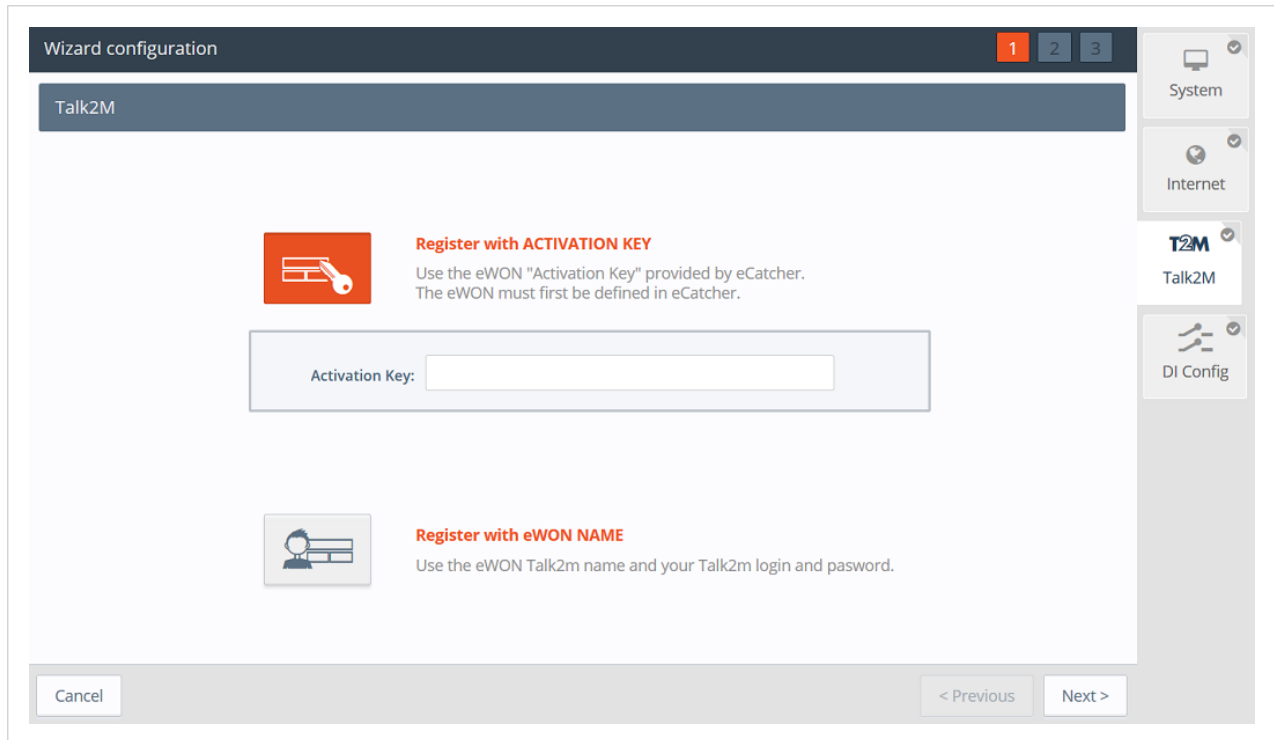 Wizard configuration
1 2 3
System
Talk2M
Internet
Register with ACTIVATION KEY
Use the eWON "Activation Key" provided by eCatcher.
The eWON must first be defined in eCatcher.
T2M
Talk2M
Activation Key:
DI Config
Register with eWON NAME
Use the eWON Talk2m name and your Talk2m login and pasword.
Cancel
< Previous
Next >